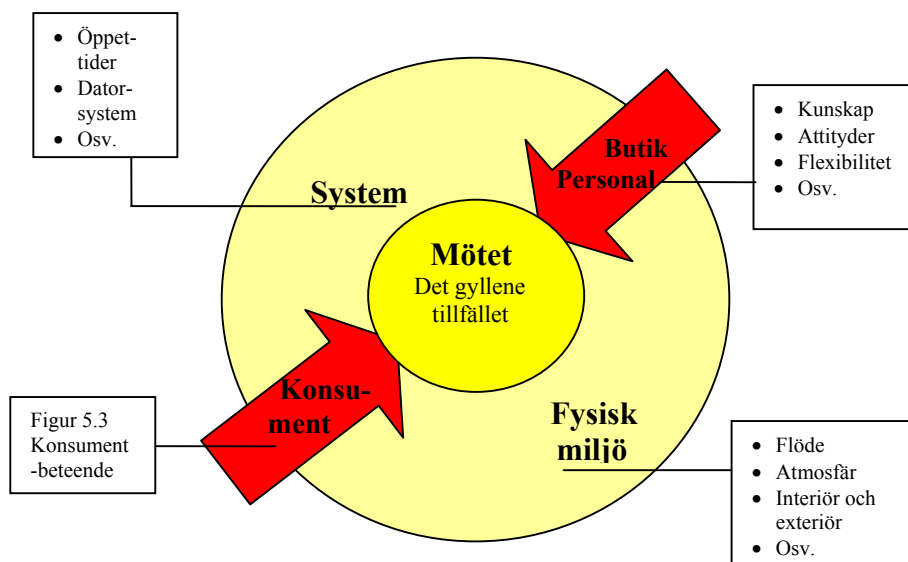 • Öppet-
tider
• Dator-
system
• Osv.
• Kunskap
• Attityder
• Flexibilitet
• Osv.
Butik
Personal
System
Mötet
Det gyllene
tillfället
Konsu-
ment
Figur 5.3
Konsument
-beteende
Fysisk
miljö
• Flöde
• Atmosfär
• Interiör och
exteriör
• Osv.